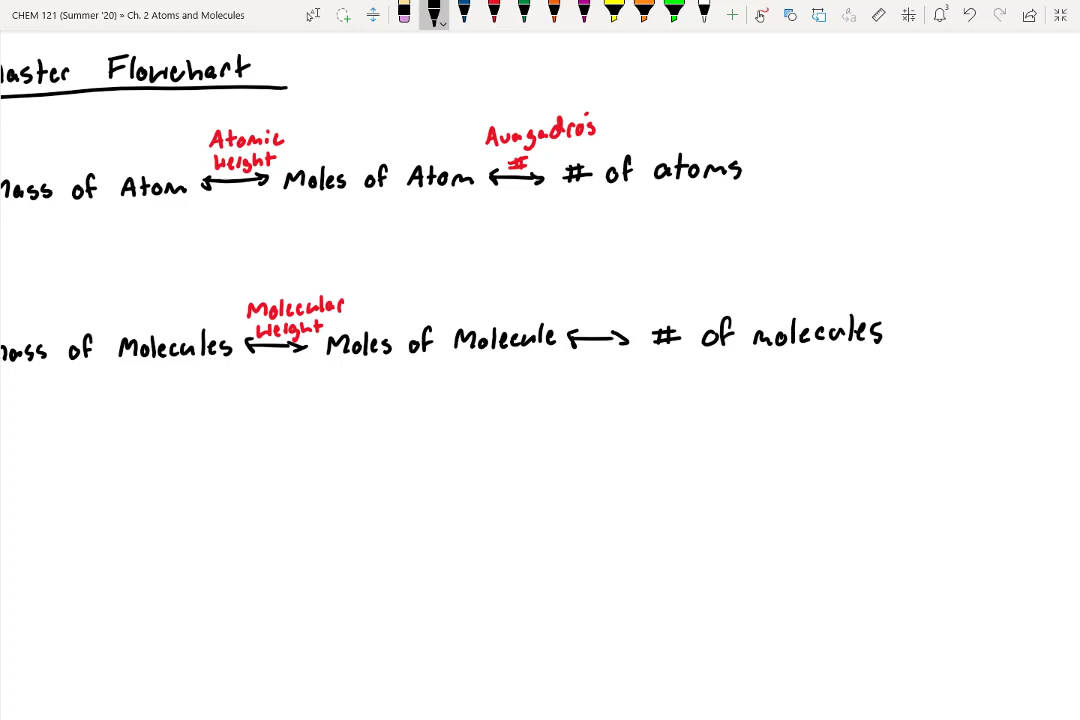 CHEM 121 (Summer '20) » Ch. 2 Atoms and Molecules
3
aster Flowchart
Atomic
Weight
Avagadro's
#
ass of Atom ↔ Moles of Atom ↔ # of atoms
Molecular
Weight
ass of Molecules ↔ Moles of Molecule ↔ # of molecules